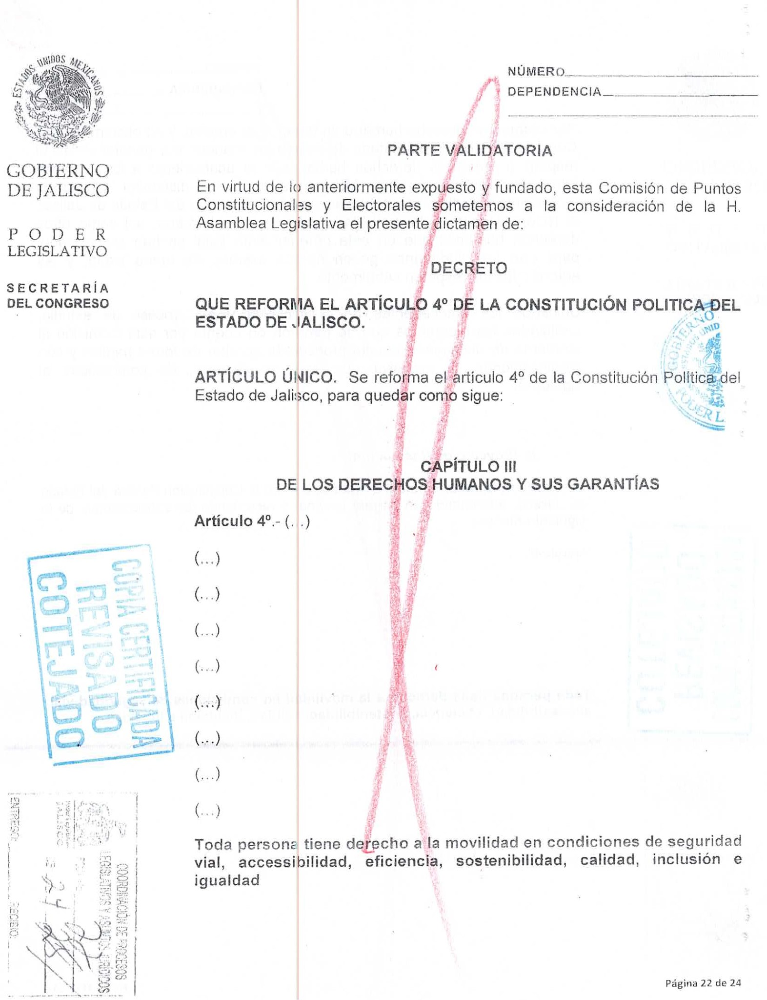 ESTADOS UNIDOS MEXICANOS
GOBIERNO
DE JALISCO
PODER
LEGISLATIVO
SECRETARÍA
DEL CONGRESO
NÚMERO
DEPENDENCIA
PARTE VALIDATORIA
En virtud de lo anteriormente expuesto y fundado, esta Comisión de Puntos
Constitucionales y Electorales sometemos a la consideración de la H.
Asamblea Legislativa el presente dictamen de:
DECRETO
QUE REFORMA EL ARTÍCULO 4º DE LA CONSTITUCIÓN POLITICA DEL
ESTADO DE JALISCO.
GOBIERNO
ESTADOS UNID
PODER L
ARTÍCULO ÚNICO. Se reforma el artículo 4º de la Constitución Política del
Estado de Jalisco, para quedar como sigue:
CAPÍTULO III
DE LOS DERECHOS HUMANOS Y SUS GARANTÍAS
Artículo 4º.- (...)
(...)
(...)
(...)
(...)
(...)
(...)
(...)
(...)
COPIA CERTIFICADA
REVISADO
COTEJADO
Toda persona tiene derecho a la movilidad en condiciones de seguridad
vial, accessibilidad, eficiencia, sostenibilidad, calidad, inclusión e
igualdad
COORDINACIÓN DE PROCESOS
LEGISLATIVOS Y ASUNTOS JURÍDICOS
JALISCO
ENTREGO
RECIBIO
Página 22 de 24